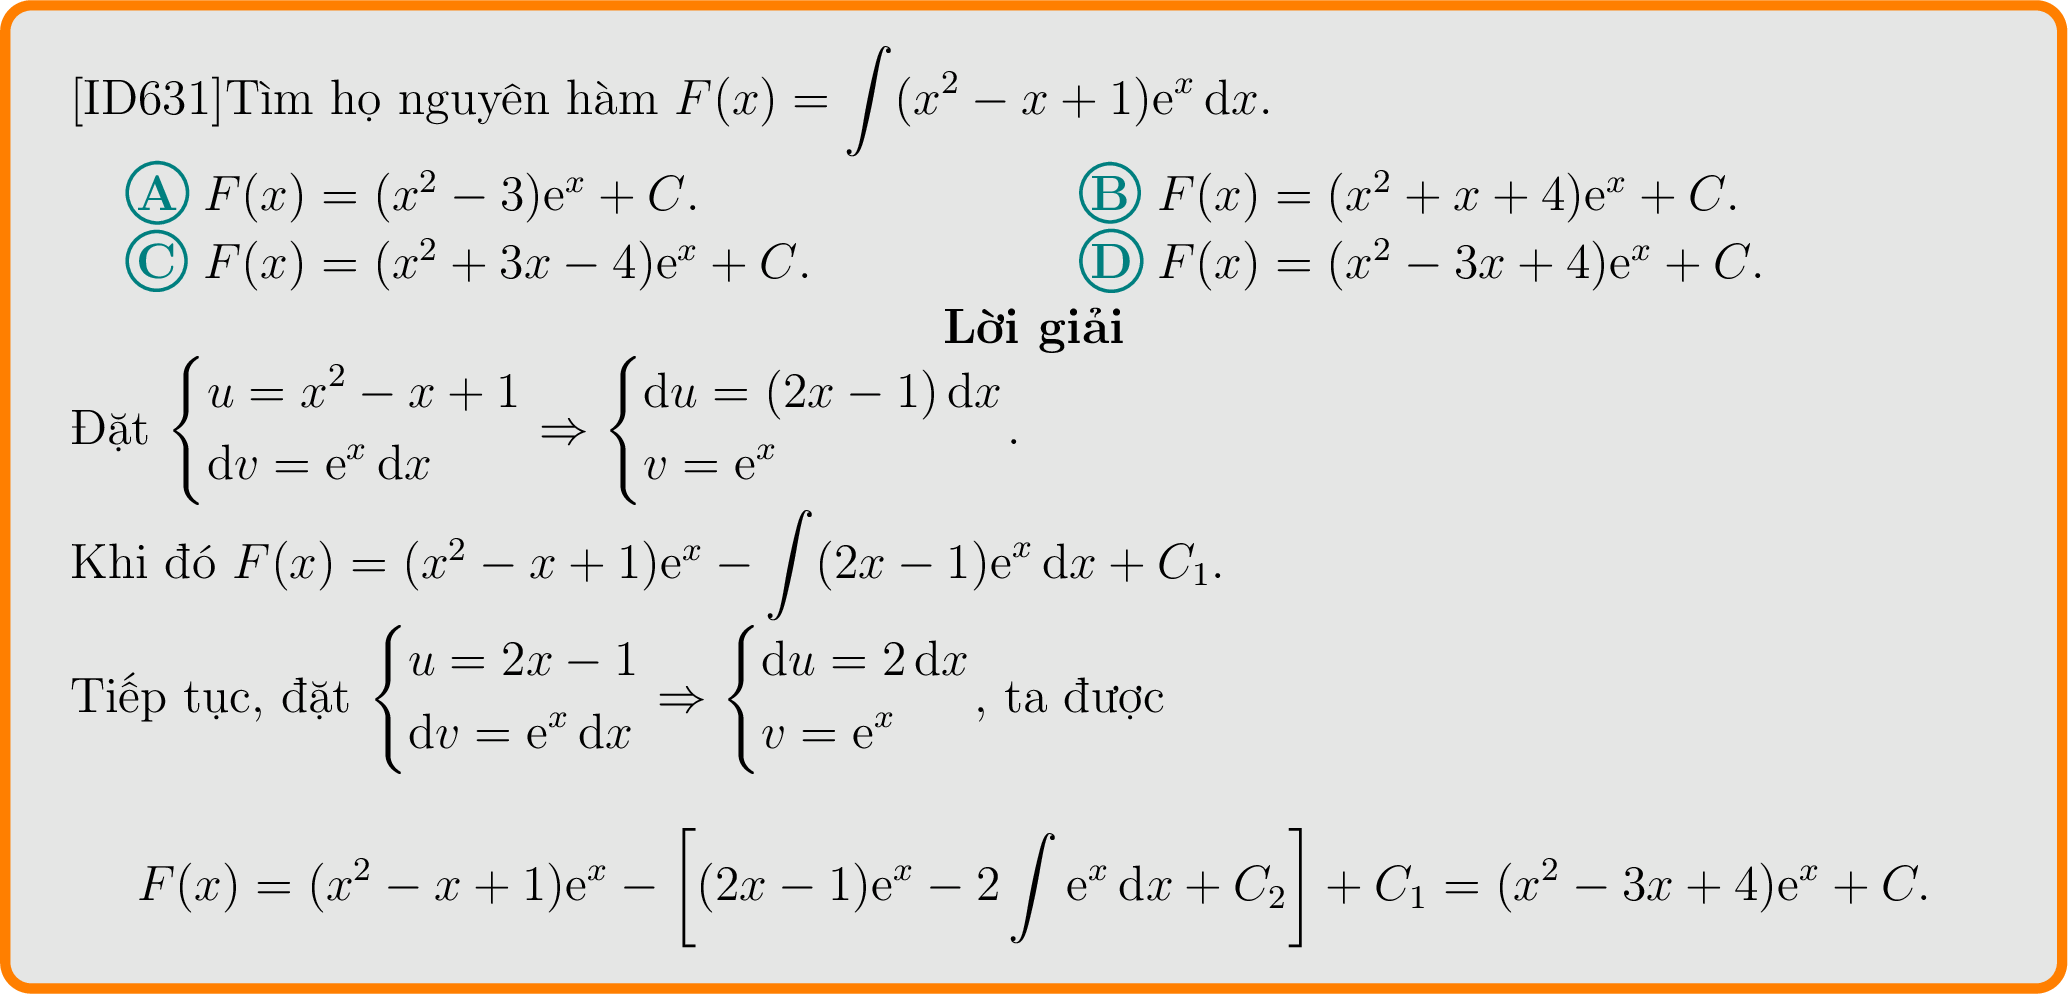 [ID631]Tìm họ nguyên hàm $F(x) = \int (x^2 - x + 1)\mathrm{e}^x \, \mathrm{d}x$.
Ⓐ $F(x) = (x^2 - 3)\mathrm{e}^x + C$. Ⓑ $F(x) = (x^2 + x + 4)\mathrm{e}^x + C$.
Ⓒ $F(x) = (x^2 + 3x - 4)\mathrm{e}^x + C$. Ⓓ $F(x) = (x^2 - 3x + 4)\mathrm{e}^x + C$.
Lời giải
Đặt $\begin{cases} u = x^2 - x + 1 \\ \mathrm{d}v = \mathrm{e}^x \, \mathrm{d}x \end{cases} \Rightarrow \begin{cases} \mathrm{d}u = (2x - 1) \, \mathrm{d}x \\ v = \mathrm{e}^x \end{cases}$.
Khi đó $F(x) = (x^2 - x + 1)\mathrm{e}^x - \int (2x - 1)\mathrm{e}^x \, \mathrm{d}x + C_1$.
Tiếp tục, đặt $\begin{cases} u = 2x - 1 \\ \mathrm{d}v = \mathrm{e}^x \, \mathrm{d}x \end{cases} \Rightarrow \begin{cases} \mathrm{d}u = 2 \, \mathrm{d}x \\ v = \mathrm{e}^x \end{cases}$, ta được
$F(x) = (x^2 - x + 1)\mathrm{e}^x - \left[ (2x - 1)\mathrm{e}^x - 2 \int \mathrm{e}^x \, \mathrm{d}x + C_2 \right] + C_1 = (x^2 - 3x + 4)\mathrm{e}^x + C$.